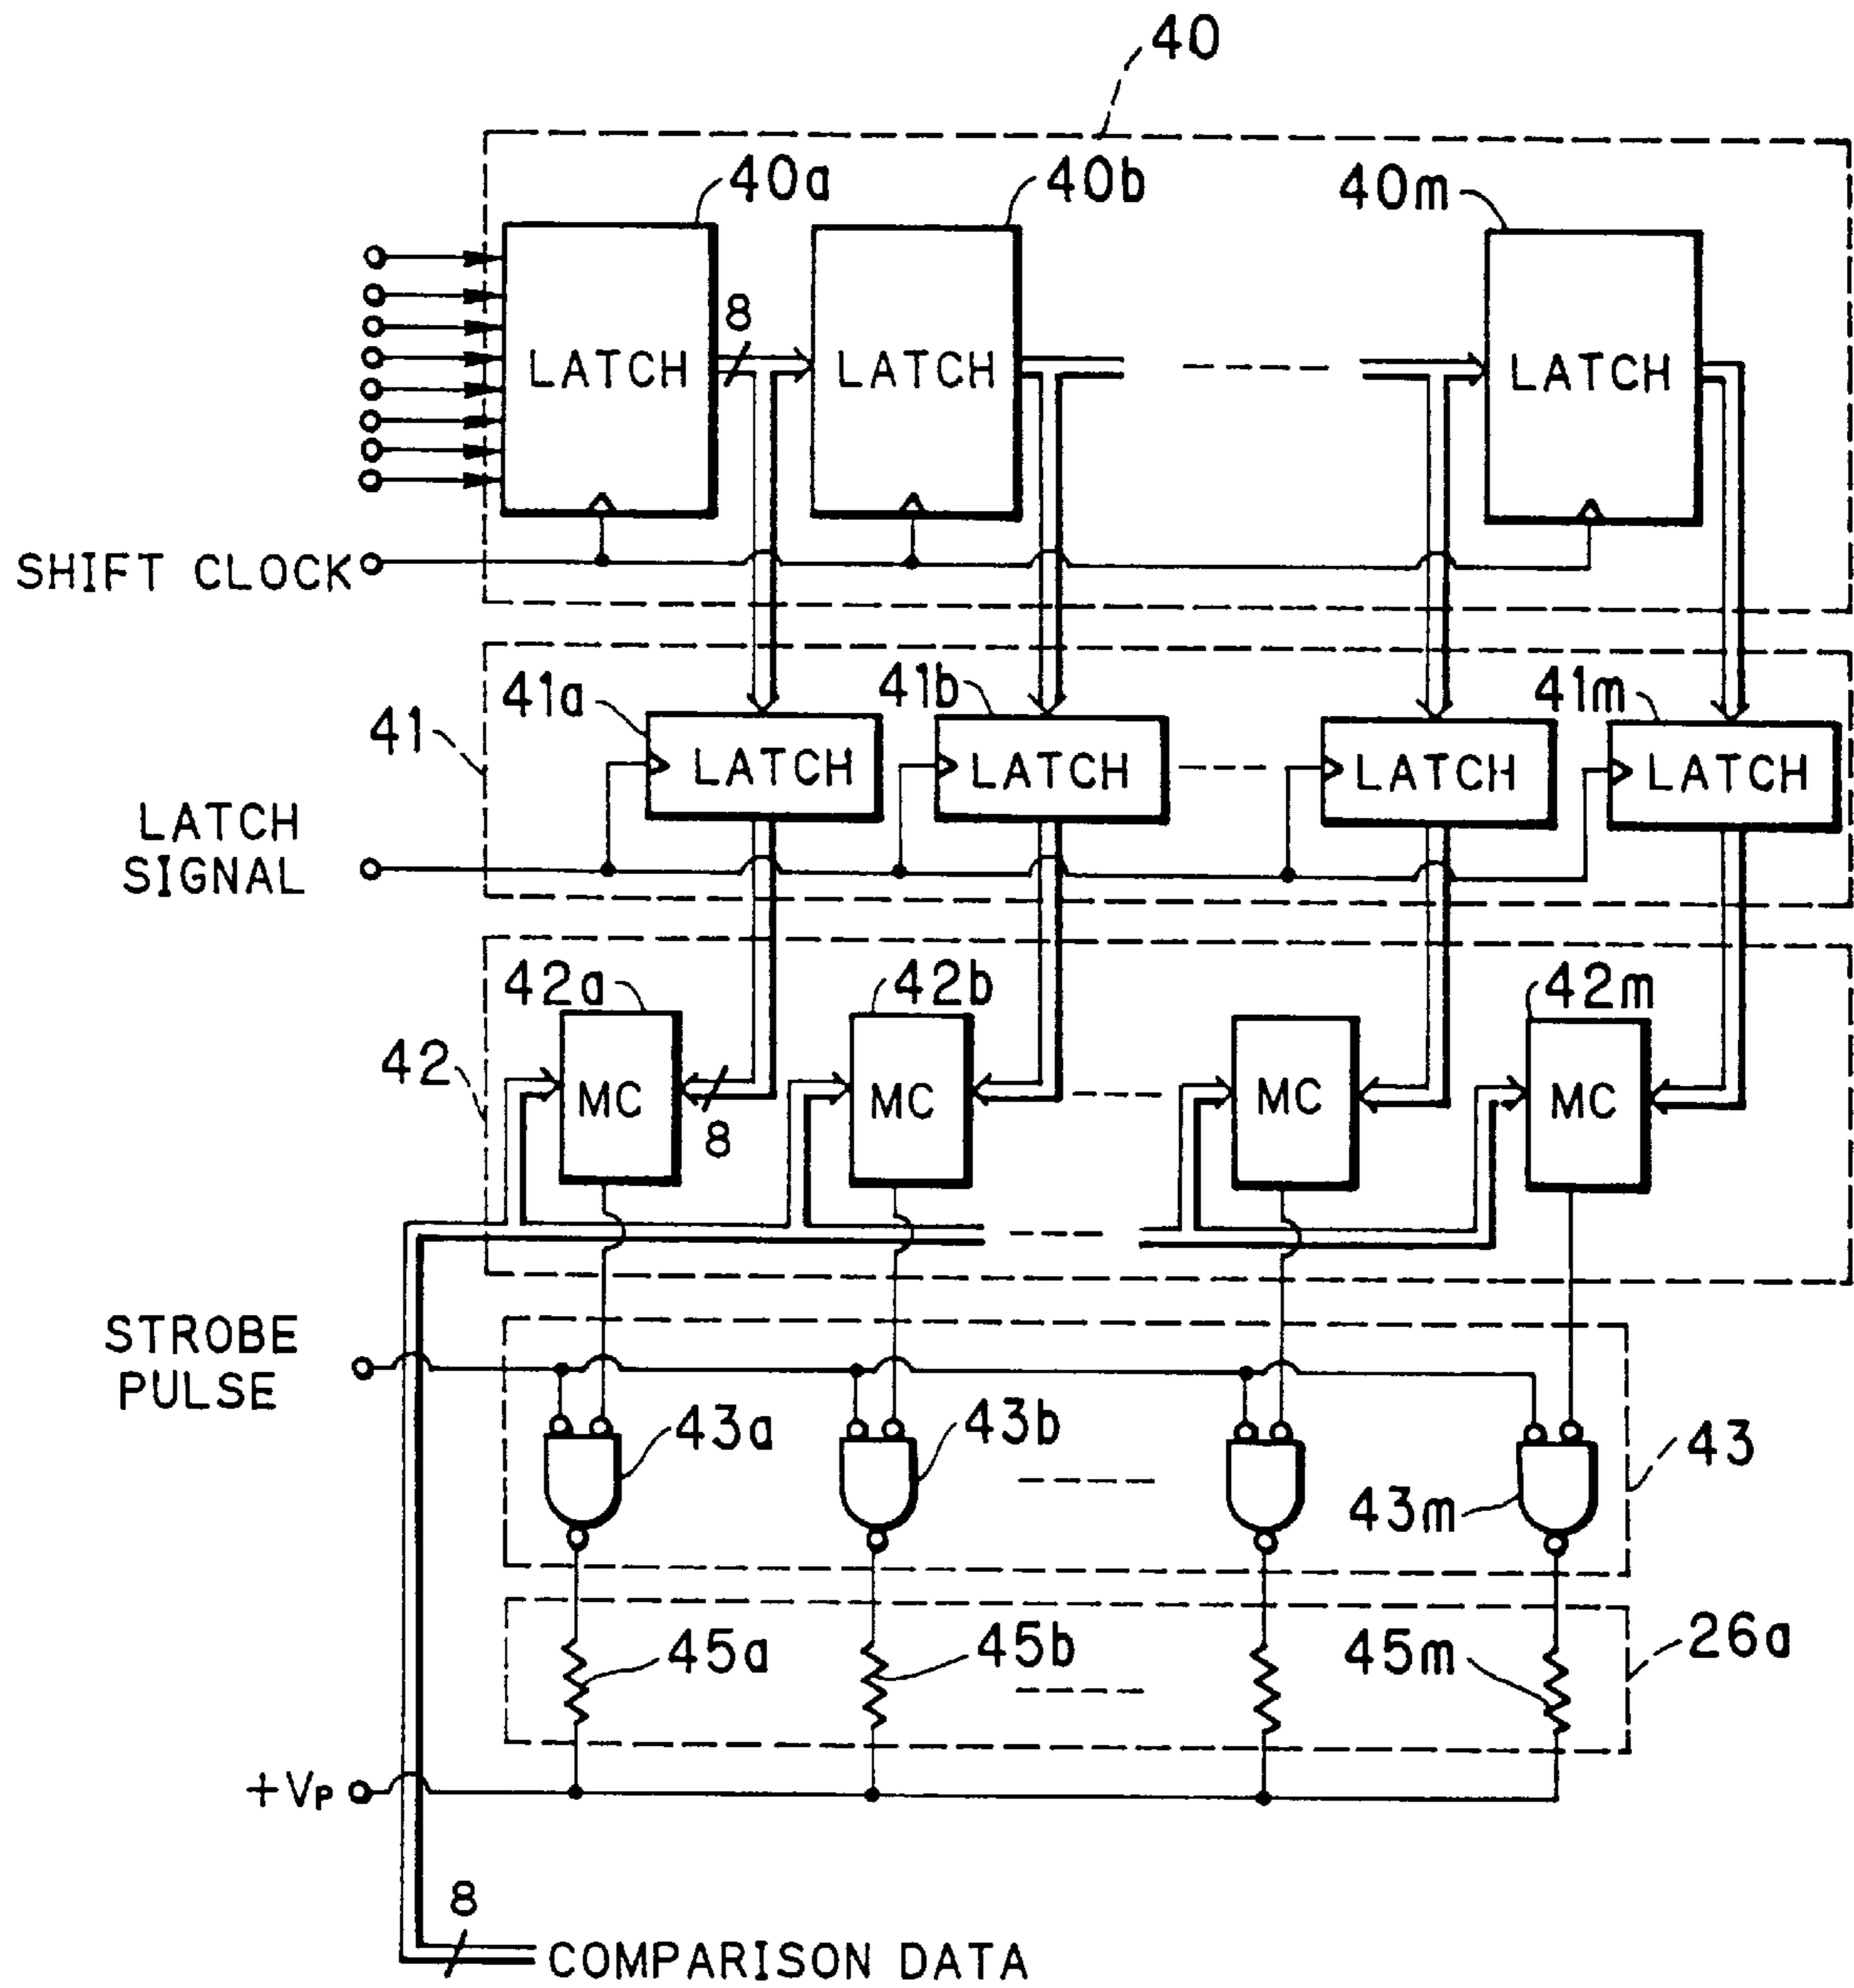 40
40a
40b
40m
8
LATCH
LATCH
LATCH
SHIFT CLOCK
41a
41b
41m
41
LATCH
LATCH
LATCH
LATCH
LATCH
SIGNAL
42a
42b
42m
42
MC
MC
MC
MC
8
STROBE
PULSE
43a
43b
43
43m
45a
45b
45m
26a
+VP
8
COMPARISON DATA